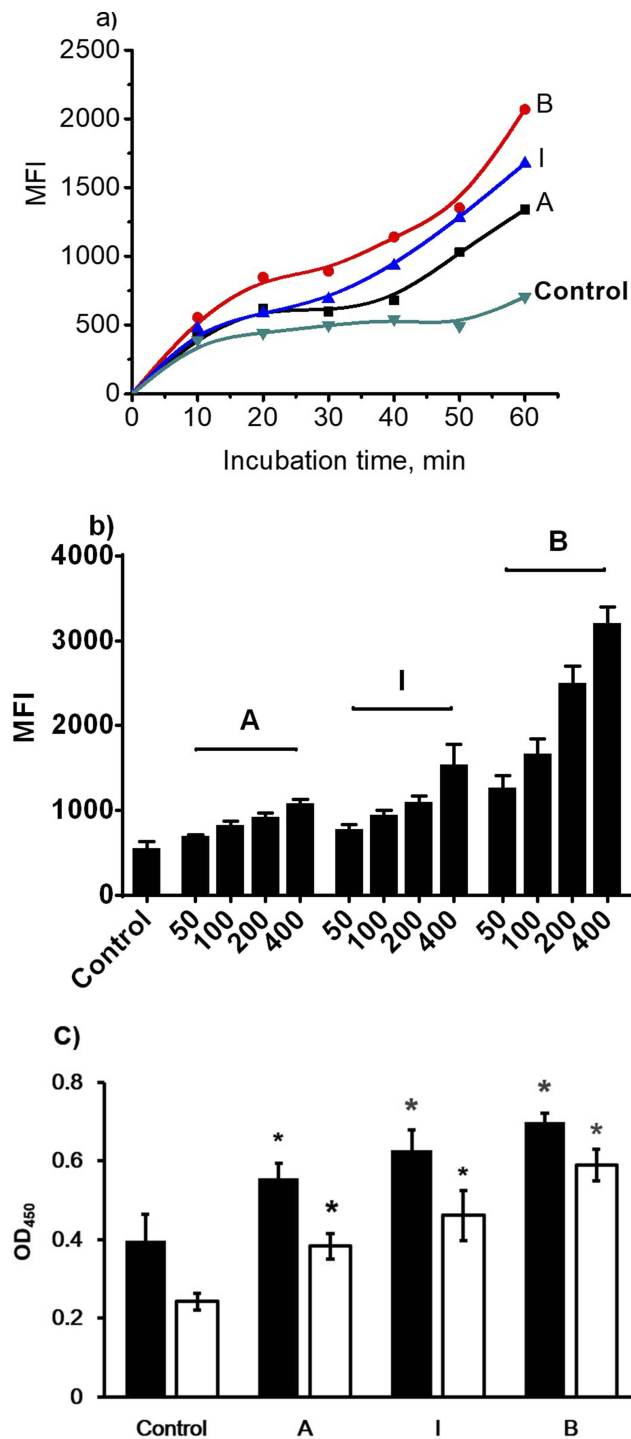 a)
2500
2000
1500
1000
500
0
MFI
B
I
A
Control
0 10 20 30 40 50 60
Incubation time, min
b)
4000
3000
2000
1000
0
MFI
A
I
B
Control 50 100 200 400 50 100 200 400 50 100 200 400
c)
0.8
0.6
0.4
0.2
0
OD450
* * * * * *
Control A I B